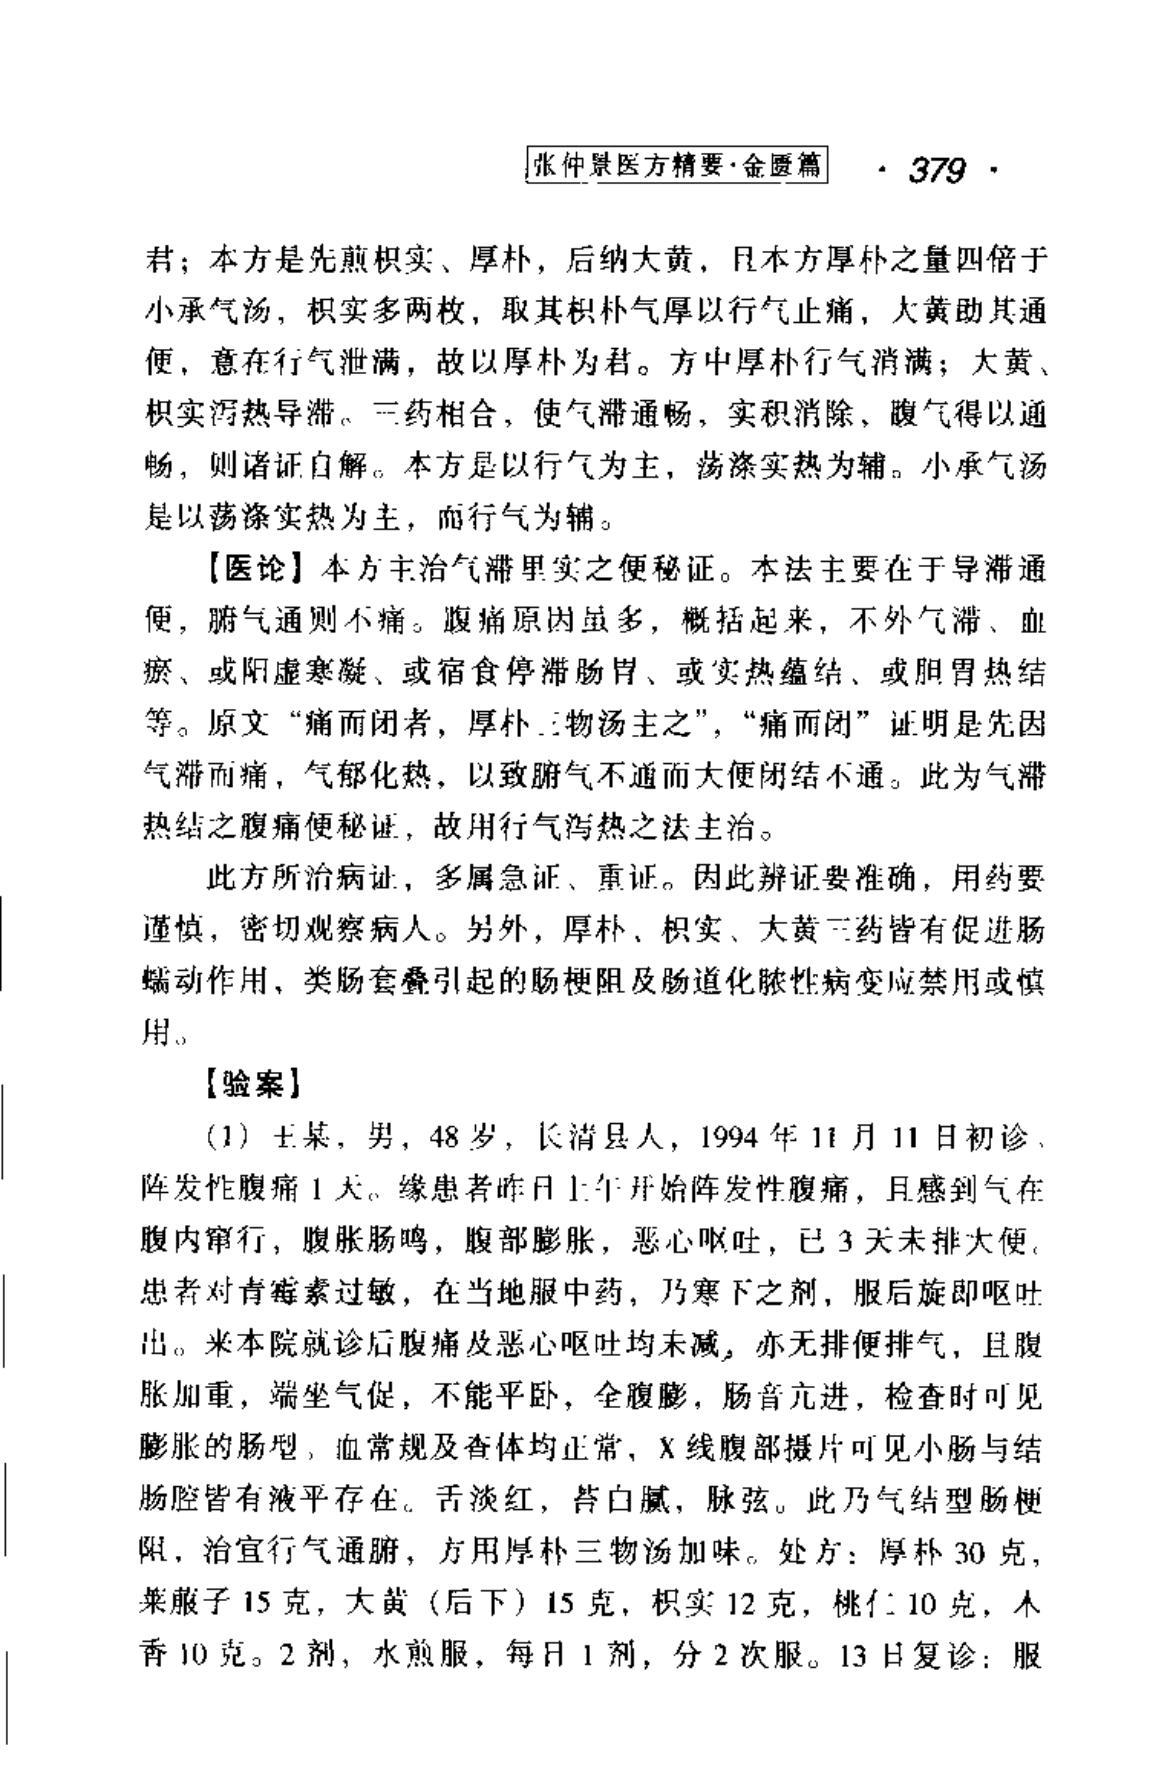 张仲景医方精要·金匮篇 · 379 ·
君；本方是先煎枳实、厚朴，后纳大黄，且本方厚朴之量四倍于
小承气汤，枳实多两枚，取其枳朴气厚以行气止痛，大黄助其通
便，意在行气泄满，故以厚朴为君。方中厚朴行气消满；大黄、
枳实泻热导滞。三药相合，使气滞通畅，实积消除、腹气得以通
畅，则诸证自解。本方是以行气为主，荡涤实热为辅。小承气汤
是以荡涤实热为主，而行气为辅。
【医论】本方主治气滞里实之便秘证。本法主要在于导滞通
便，腑气通则不痛。腹痛原因虽多，概括起来，不外气滞、血
瘀、或阳虚寒凝、或宿食停滞肠胃、或实热蕴结、或胆胃热结
等。原文“痛而闭者，厚朴三物汤主之”，“痛而闭”证明是先因
气滞而痛，气郁化热，以致腑气不通而大便闭结不通。此为气滞
热结之腹痛便秘证，故用行气泻热之法主治。
此方所治病证，多属急证、重证。因此辨证要准确，用药要
谨慎，密切观察病人。另外，厚朴、枳实、大黄三药皆有促进肠
蠕动作用，类肠套叠引起的肠梗阻及肠道化脓性病变应禁用或慎
用。
【验案】
（1）王某，男，48 岁，长清县人，1994 年 11 月 11 日初诊。
阵发性腹痛 1 天。缘患者昨日上午开始阵发性腹痛，且感到气在
腹内窜行，腹胀肠鸣，腹部膨胀，恶心呕吐，已 3 天未排大便。
患者对青霉素过敏，在当地服中药，乃寒下之剂，服后旋即呕吐
出。来本院就诊后腹痛及恶心呕吐均未减，亦无排便排气，且腹
胀加重，端坐气促，不能平卧，全腹膨，肠音亢进，检查时可见
膨胀的肠型。血常规及查体均正常，X 线腹部摄片可见小肠与结
肠腔皆有液平存在。舌淡红，苔白腻，脉弦。此乃气结型肠梗
阻，治宜行气通腑，方用厚朴三物汤加味。处方：厚朴 30 克，
莱菔子 15 克，大黄（后下）15 克，枳实 12 克，桃仁 10 克，木
香 10 克。2 剂，水煎服，每日 1 剂，分 2 次服。13 日复诊：服